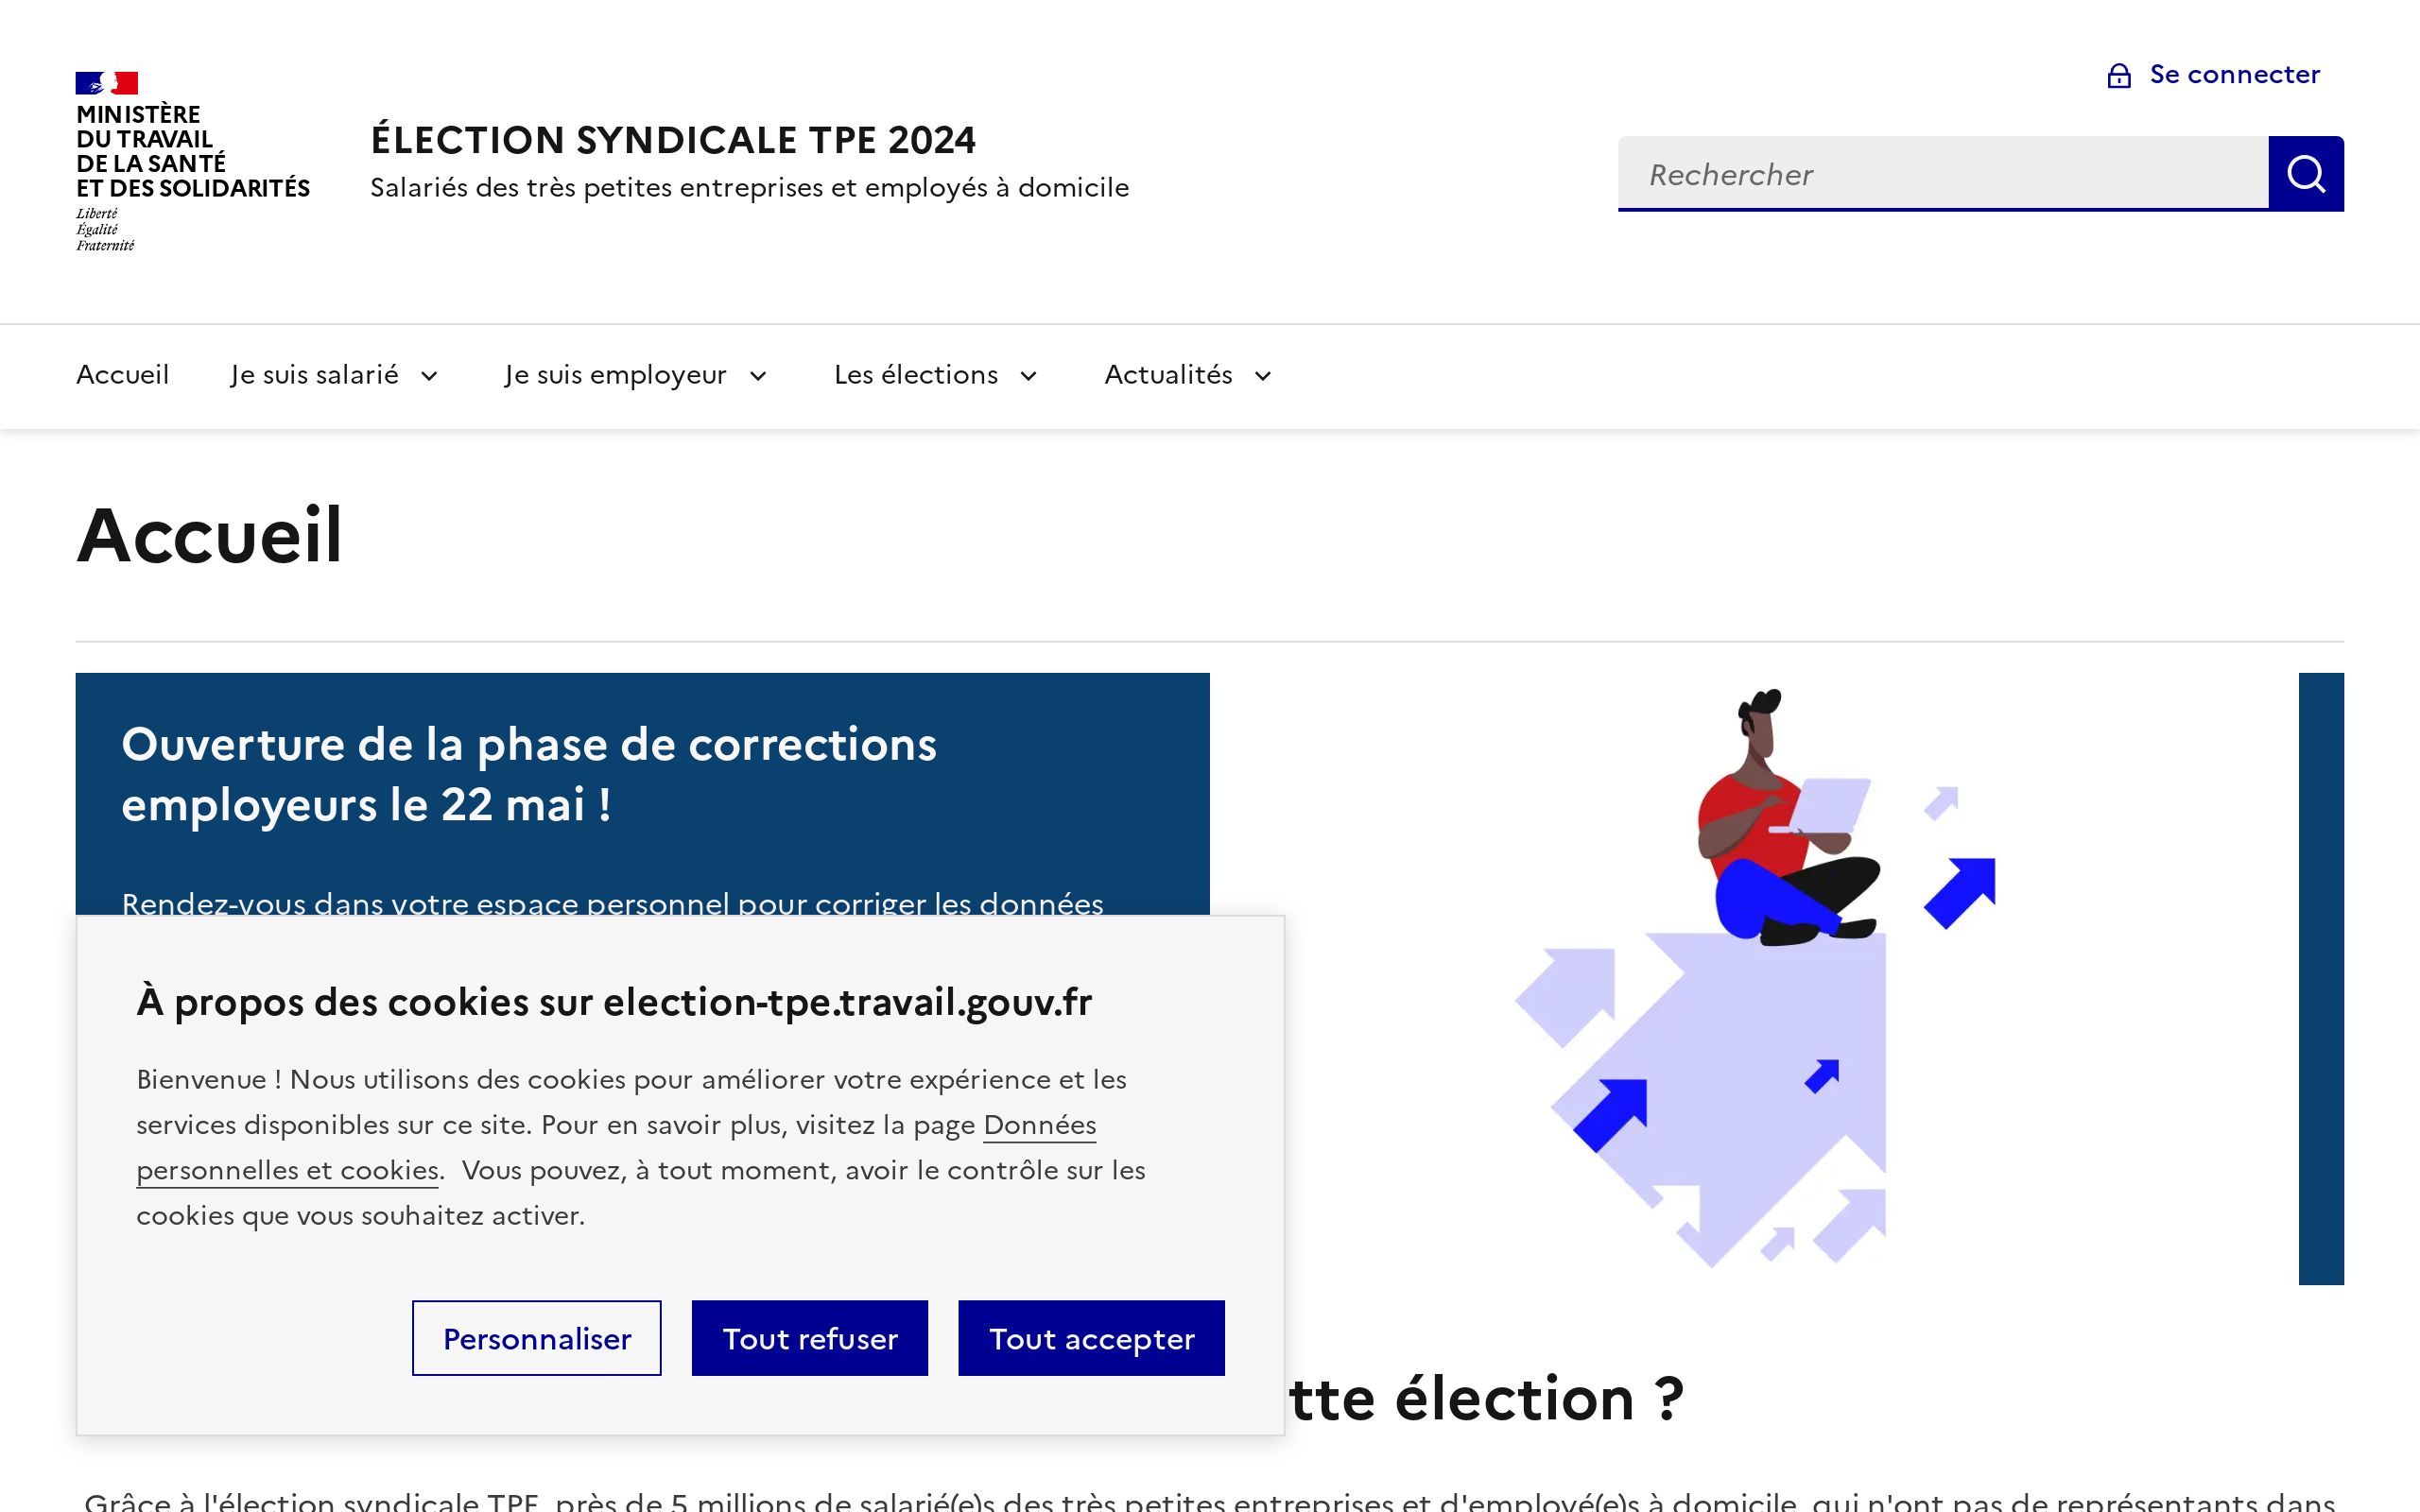 Se connecter
MINISTÈRE
DU TRAVAIL
DE LA SANTÉ
ET DES SOLIDARITÉS
Liberté
Égalité
Fraternité
ÉLECTION SYNDICALE TPE 2024
Salariés des très petites entreprises et employés à domicile
Rechercher
Accueil Je suis salarié Je suis employeur Les élections Actualités
Accueil
Ouverture de la phase de corrections
employeurs le 22 mai !
Rendez-vous dans votre espace personnel pour corriger les données
À propos des cookies sur election-tpe.travail.gouv.fr
Bienvenue ! Nous utilisons des cookies pour améliorer votre expérience et les
services disponibles sur ce site. Pour en savoir plus, visitez la page Données
personnelles et cookies. Vous pouvez, à tout moment, avoir le contrôle sur les
cookies que vous souhaitez activer.
Personnaliser Tout refuser Tout accepter
tte élection ?
Grâce à l'élection syndicale TPE, près de 5 millions de salarié(e)s des très petites entreprises et d'employé(e)s à domicile, qui n'ont pas de représentants dans